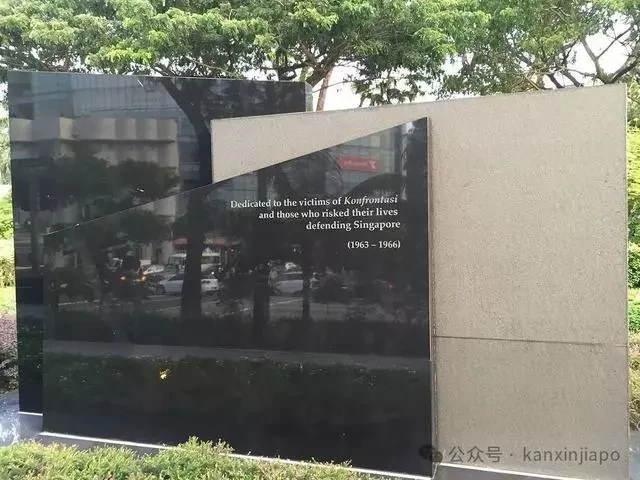 Dedicated to the victims of Konfrontasi
and those who risked their lives
defending Singapore
(1963 – 1966)
公众号 · kanxinjiapo